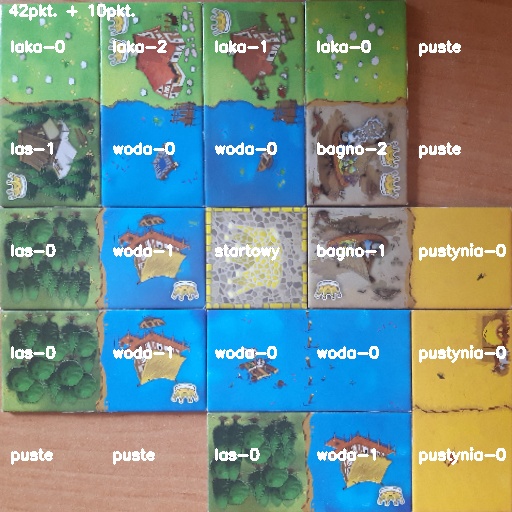 42pkt. + 10pkt.
laka-0 laka-2 laka-1 laka-0 puste
las-1 woda-0 woda-0 bagno-2 puste
las-0 woda-1 startowy bagno-1 pustynia-0
las-0 woda-1 woda-0 woda-0 pustynia-0
puste puste las-0 woda-1 pustynia-0